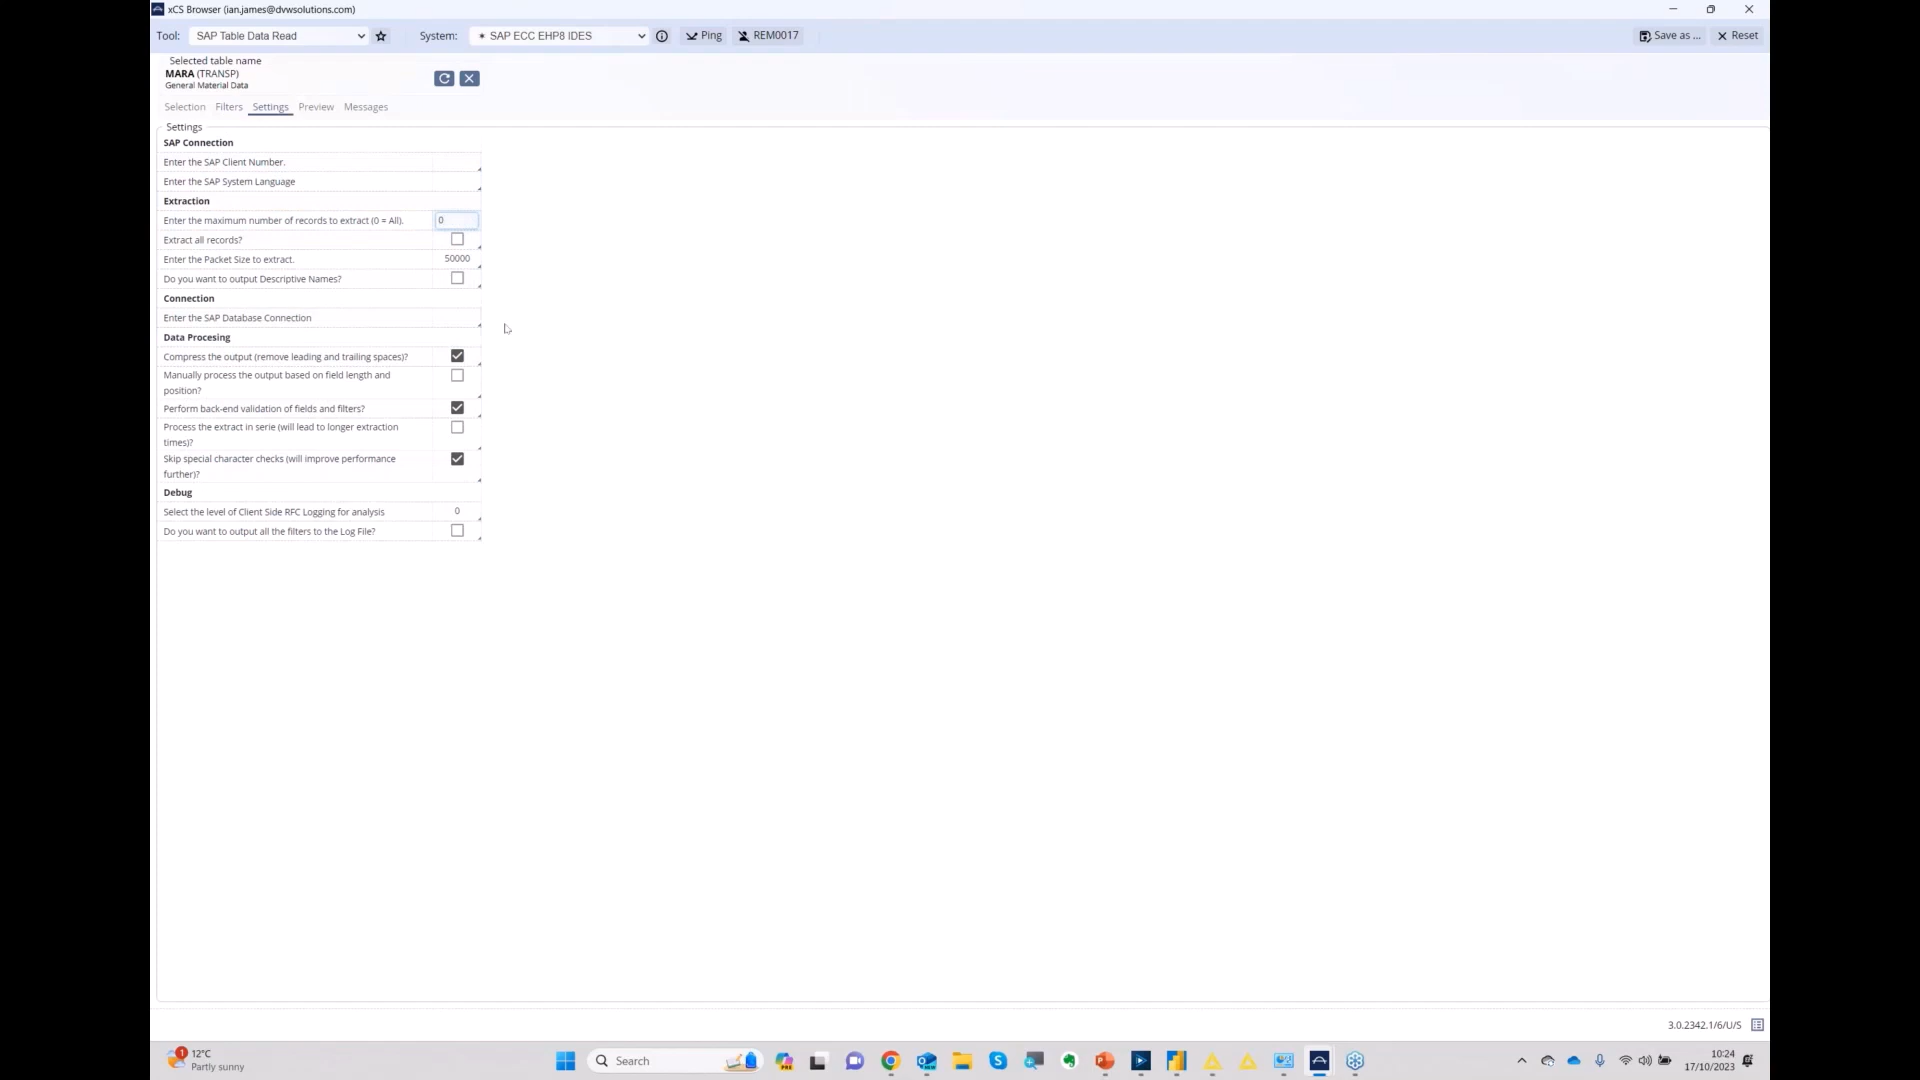 xCS Browser (ian.james@dvwsolutions.com)
Tool: SAP Table Data Read System: ✶ SAP ECC EHP8 IDES Ping REM0017 Save as ... Reset
Selected table name
MARA (TRANSP)
General Material Data
Selection Filters Settings Preview Messages
Settings
SAP Connection
Enter the SAP Client Number.
Enter the SAP System Language
Extraction
Enter the maximum number of records to extract (0 = All). 0
Extract all records?
Enter the Packet Size to extract. 50000
Do you want to output Descriptive Names?
Connection
Enter the SAP Database Connection
Data Procesing
Compress the output (remove leading and trailing spaces)?
Manually process the output based on field length and
position?
Perform back-end validation of fields and filters?
Process the extract in serie (will lead to longer extraction
times)?
Skip special character checks (will improve performance
further)?
Debug
Select the level of Client Side RFC Logging for analysis 0
Do you want to output all the filters to the Log File?
3.0.2342.1/6/U/S
1 12°C
Partly sunny
Search
PRE
NEW
10:24
17/10/2023